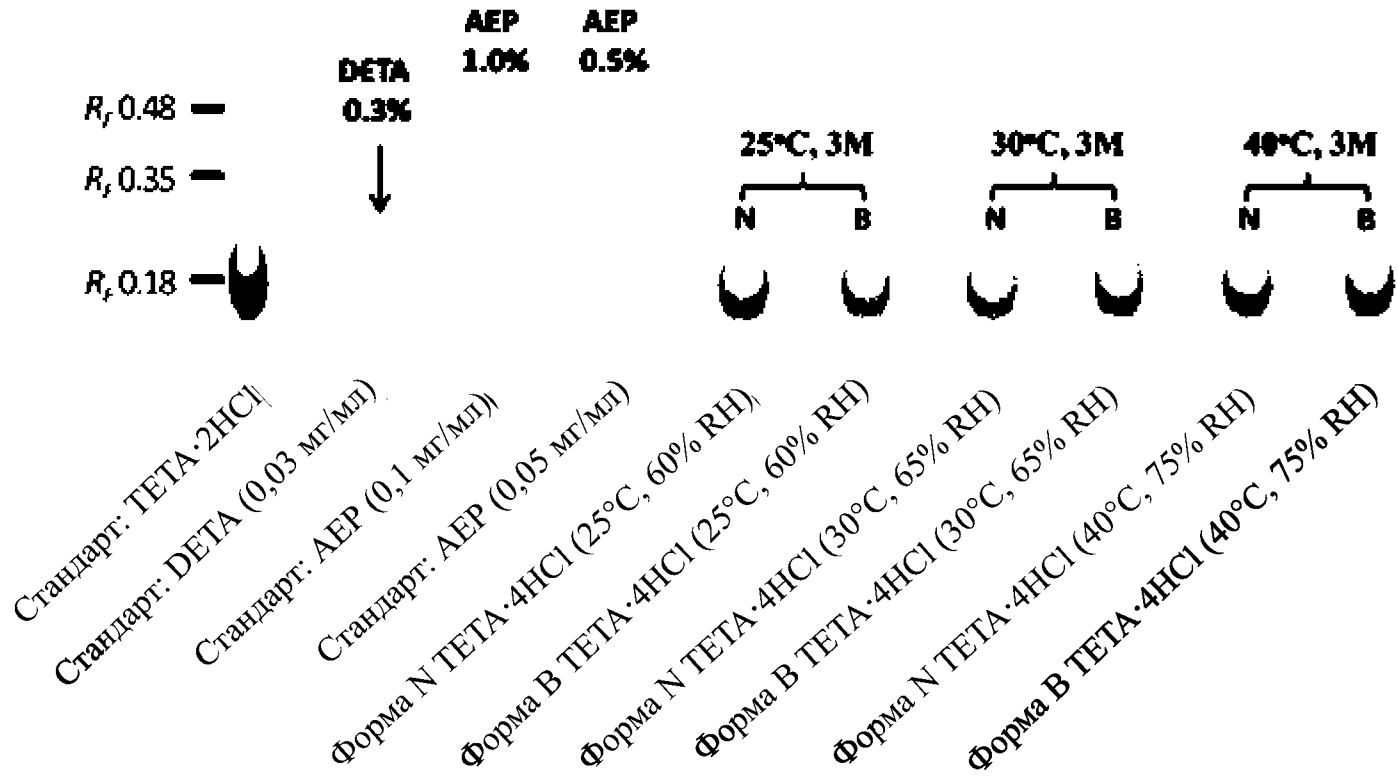 AEP AEP
1.0% 0.5%
DETA
0.3%
Rf 0.48
Rf 0.35
Rf 0.18
25°C, 3M 30°C, 3M 40°C, 3M
N B N B N B
Стандарт: TETA·2HCl
Стандарт: DETA (0,03 мг/мл)
Стандарт: AEP (0,1 мг/мл)
Стандарт: AEP (0,05 мг/мл)
Форма N TETA·4HCl (25°C, 60% RH)
Форма B TETA·4HCl (25°C, 60% RH)
Форма N TETA·4HCl (30°C, 65% RH)
Форма B TETA·4HCl (30°C, 65% RH)
Форма N TETA·4HCl (40°C, 75% RH)
Форма B TETA·4HCl (40°C, 75% RH)